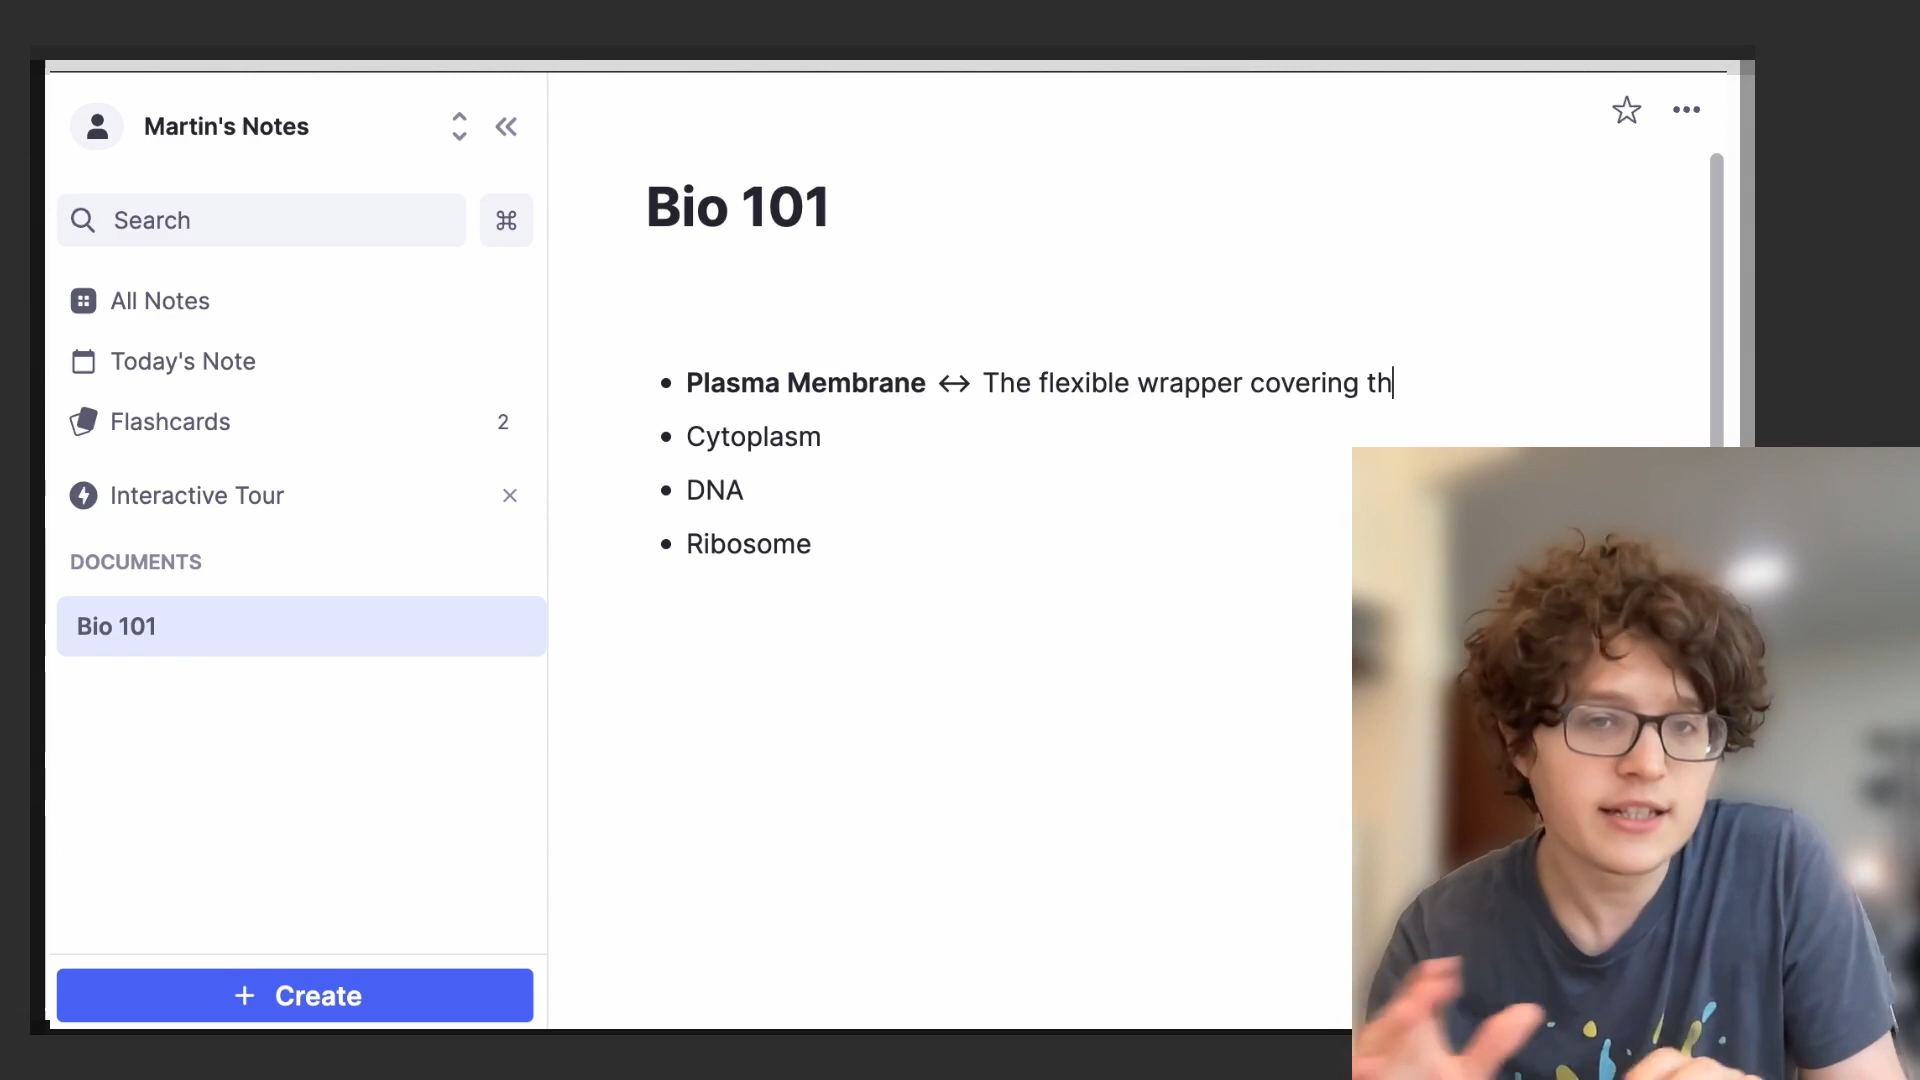 Martin's Notes
Search
All Notes
Today's Note
Flashcards 2
Interactive Tour
DOCUMENTS
Bio 101
+ Create
Bio 101
• Plasma Membrane ↔ The flexible wrapper covering th
• Cytoplasm
• DNA
• Ribosome